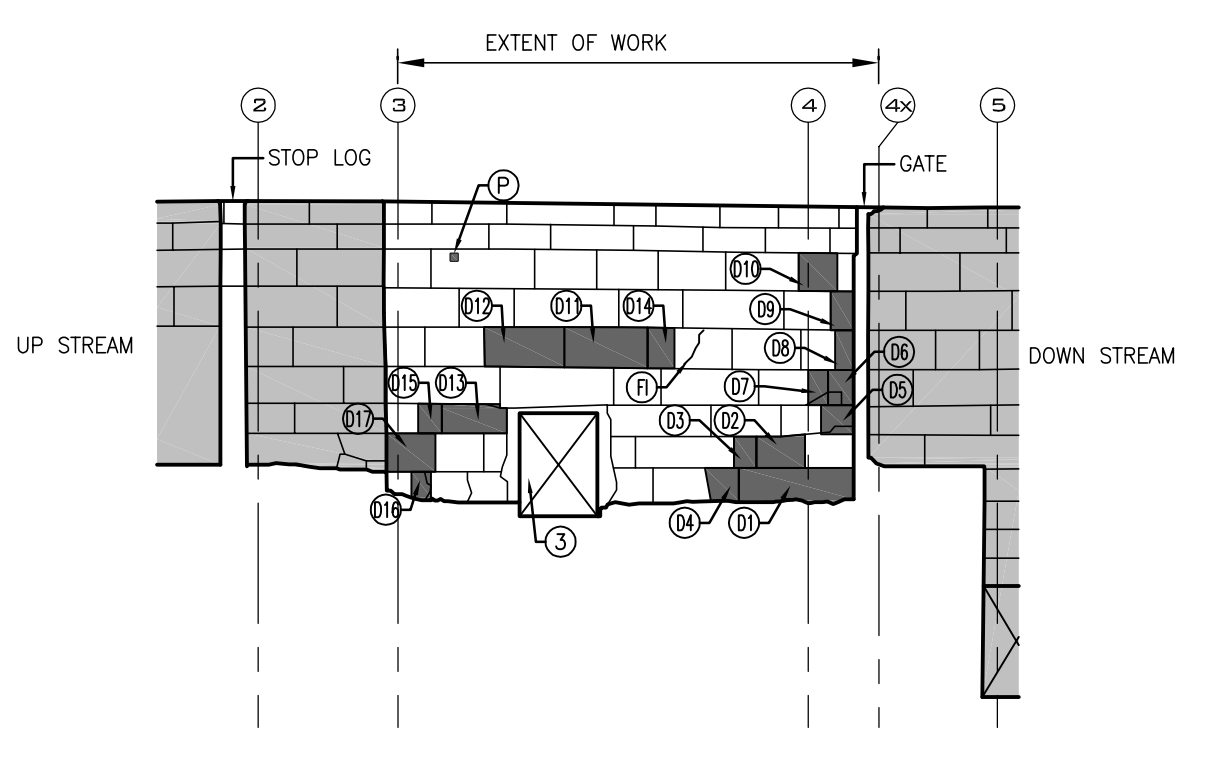 EXTENT OF WORK
2
3
4
4x
5
STOP LOG
GATE
P
D10
D12
D11
D14
D9
UP STREAM
D8
D6
DOWN STREAM
D15
D13
F1
D7
D5
D17
D3
D2
D16
D4
D1
3